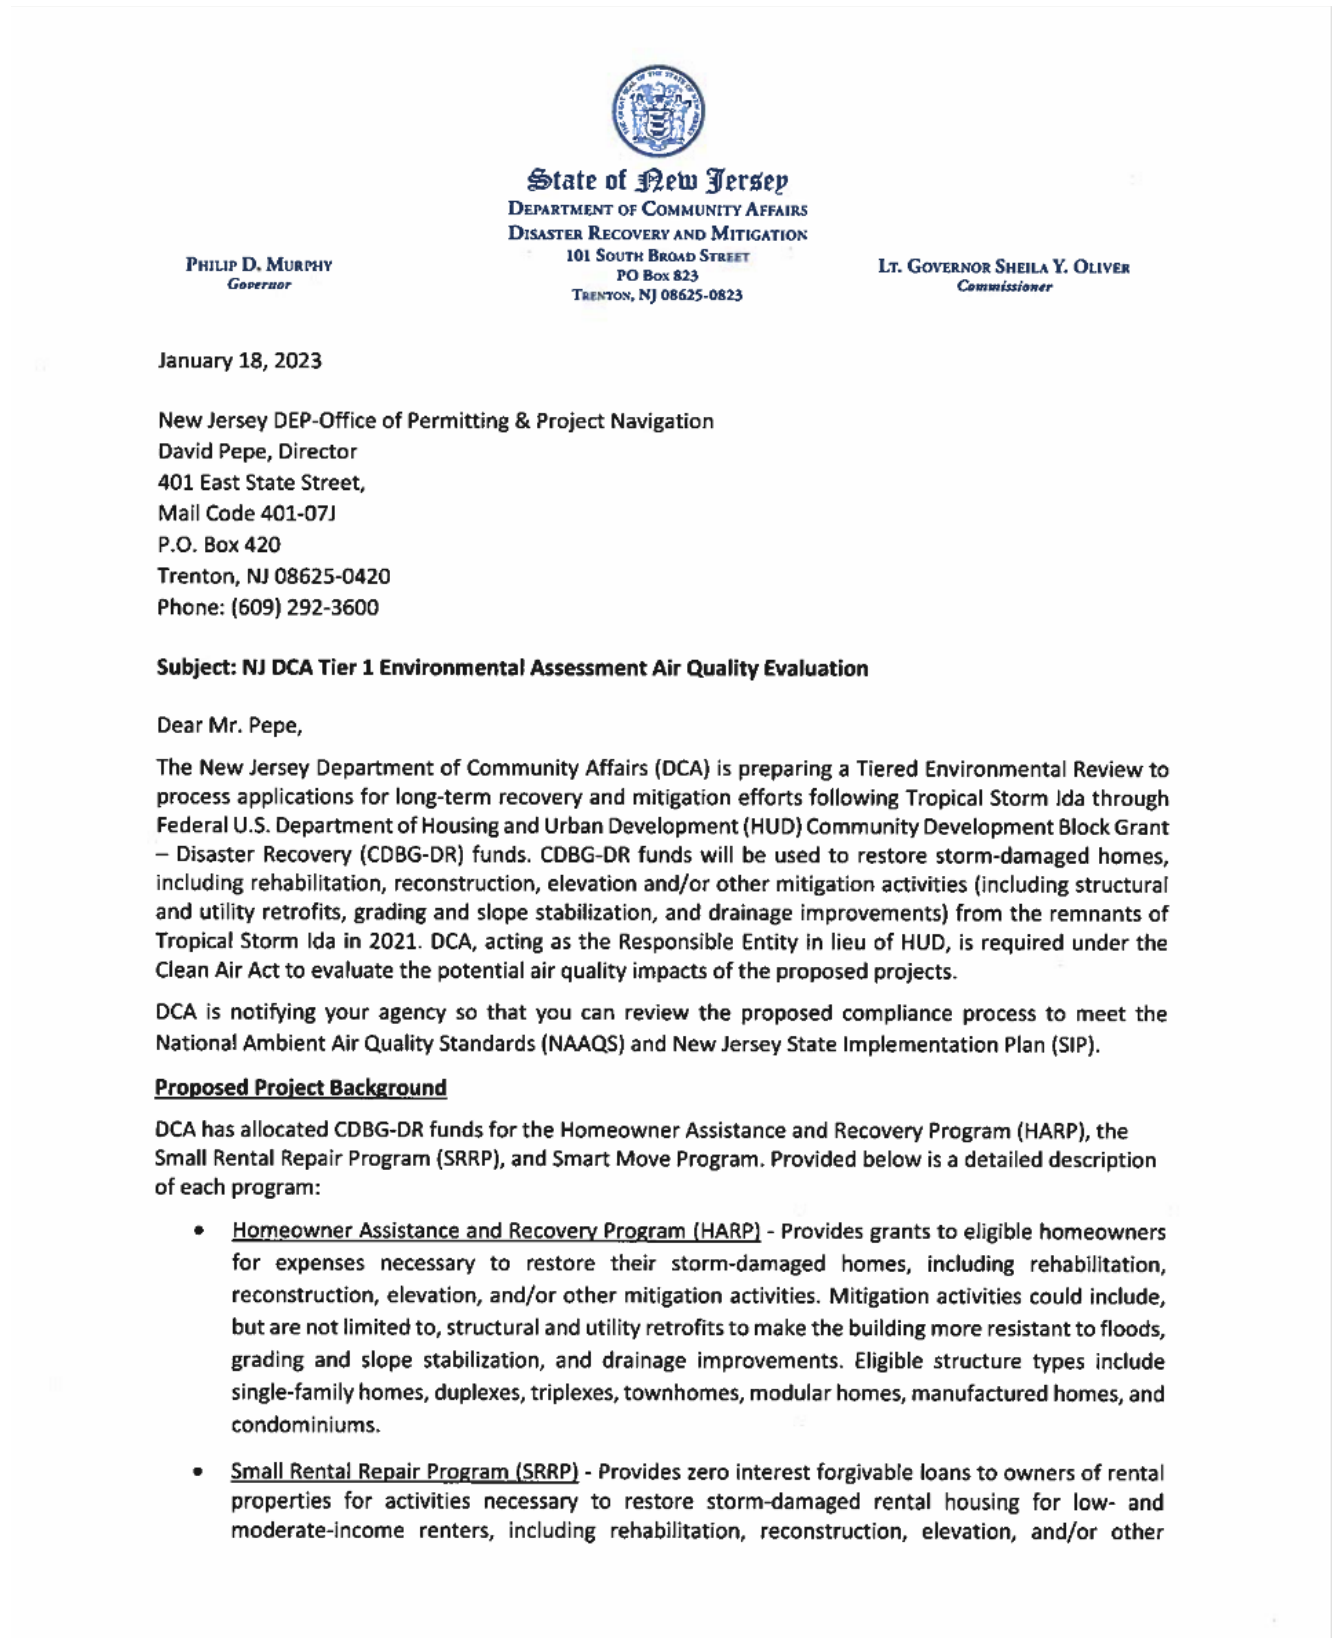 THE GREAT SEAL OF THE STATE OF NEW JERSEY
State of New Jersey
DEPARTMENT OF COMMUNITY AFFAIRS
DISASTER RECOVERY AND MITIGATION
101 SOUTH BROAD STREET
PO BOX 823
TRENTON, NJ 08625-0823
PHILIP D. MURPHY
Governor
LT. GOVERNOR SHEILA Y. OLIVER
Commissioner
January 18, 2023
New Jersey DEP-Office of Permitting & Project Navigation
David Pepe, Director
401 East State Street,
Mail Code 401-07J
P.O. Box 420
Trenton, NJ 08625-0420
Phone: (609) 292-3600
Subject: NJ DCA Tier 1 Environmental Assessment Air Quality Evaluation
Dear Mr. Pepe,
The New Jersey Department of Community Affairs (DCA) is preparing a Tiered Environmental Review to
process applications for long-term recovery and mitigation efforts following Tropical Storm Ida through
Federal U.S. Department of Housing and Urban Development (HUD) Community Development Block Grant
– Disaster Recovery (CDBG-DR) funds. CDBG-DR funds will be used to restore storm-damaged homes,
including rehabilitation, reconstruction, elevation and/or other mitigation activities (including structural
and utility retrofits, grading and slope stabilization, and drainage improvements) from the remnants of
Tropical Storm Ida in 2021. DCA, acting as the Responsible Entity in lieu of HUD, is required under the
Clean Air Act to evaluate the potential air quality impacts of the proposed projects.
DCA is notifying your agency so that you can review the proposed compliance process to meet the
National Ambient Air Quality Standards (NAAQS) and New Jersey State Implementation Plan (SIP).
Proposed Project Background
DCA has allocated CDBG-DR funds for the Homeowner Assistance and Recovery Program (HARP), the
Small Rental Repair Program (SRRP), and Smart Move Program. Provided below is a detailed description
of each program:
• Homeowner Assistance and Recovery Program (HARP) - Provides grants to eligible homeowners
for expenses necessary to restore their storm-damaged homes, including rehabilitation,
reconstruction, elevation, and/or other mitigation activities. Mitigation activities could include,
but are not limited to, structural and utility retrofits to make the building more resistant to floods,
grading and slope stabilization, and drainage improvements. Eligible structure types include
single-family homes, duplexes, triplexes, townhomes, modular homes, manufactured homes, and
condominiums.
• Small Rental Repair Program (SRRP) - Provides zero interest forgivable loans to owners of rental
properties for activities necessary to restore storm-damaged rental housing for low- and
moderate-income renters, including rehabilitation, reconstruction, elevation, and/or other